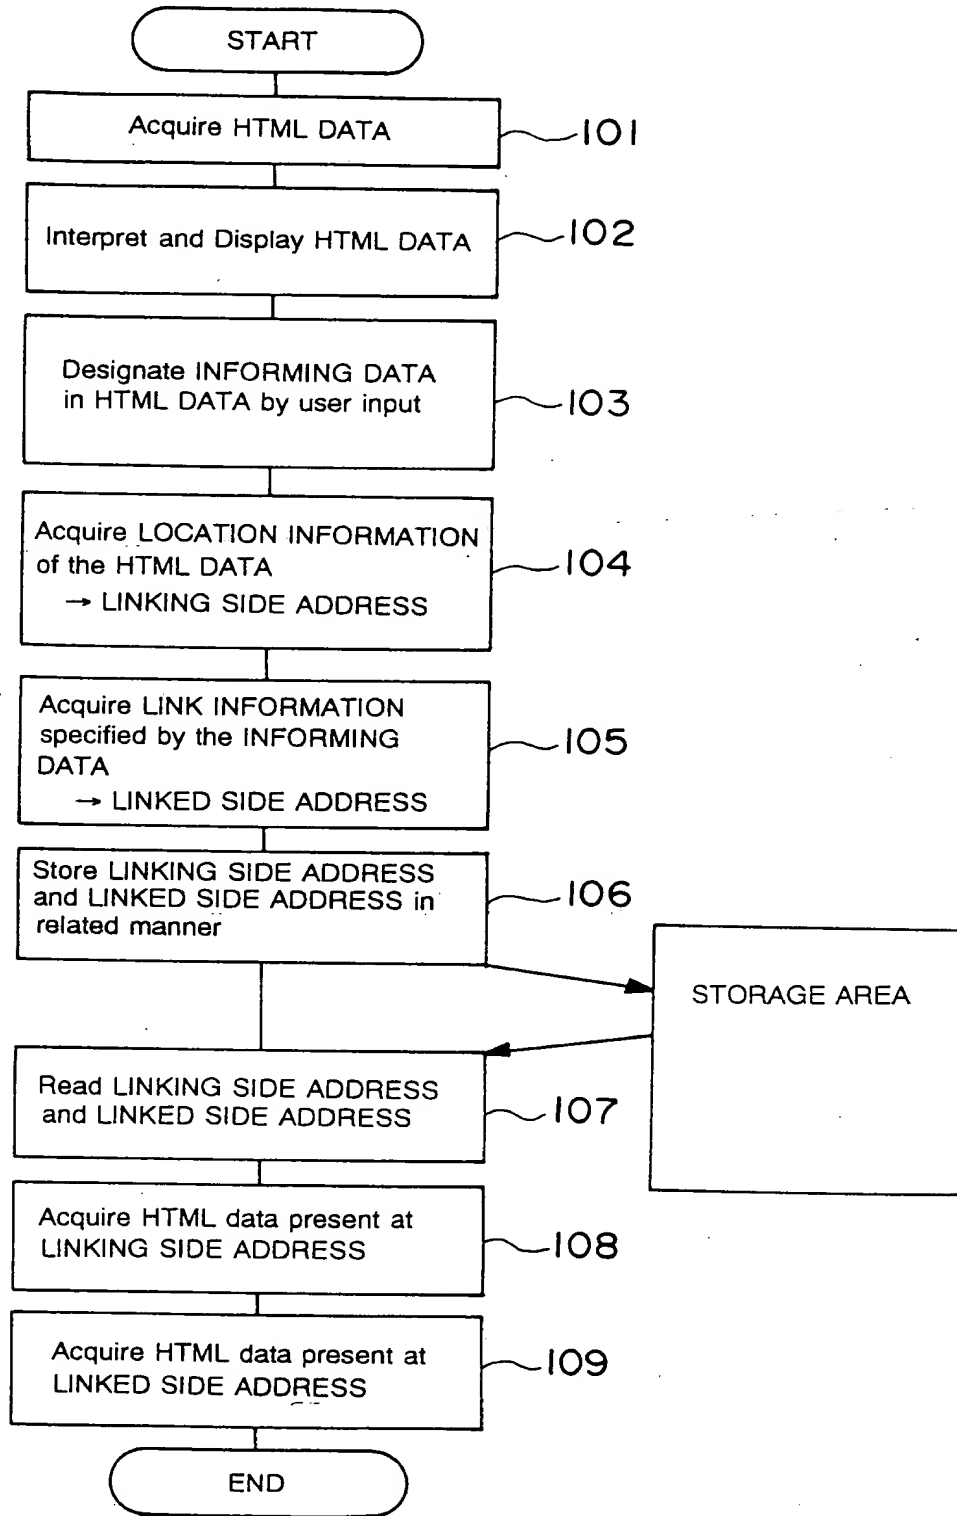 START
Acquire HTML DATA
101
Interpret and Display HTML DATA
102
Designate INFORMING DATA
in HTML DATA by user input
103
Acquire LOCATION INFORMATION
of the HTML DATA
→ LINKING SIDE ADDRESS
104
Acquire LINK INFORMATION
specified by the INFORMING
DATA
→ LINKED SIDE ADDRESS
105
Store LINKING SIDE ADDRESS
and LINKED SIDE ADDRESS in
related manner
106
STORAGE AREA
Read LINKING SIDE ADDRESS
and LINKED SIDE ADDRESS
107
Acquire HTML data present at
LINKING SIDE ADDRESS
108
Acquire HTML data present at
LINKED SIDE ADDRESS
109
END